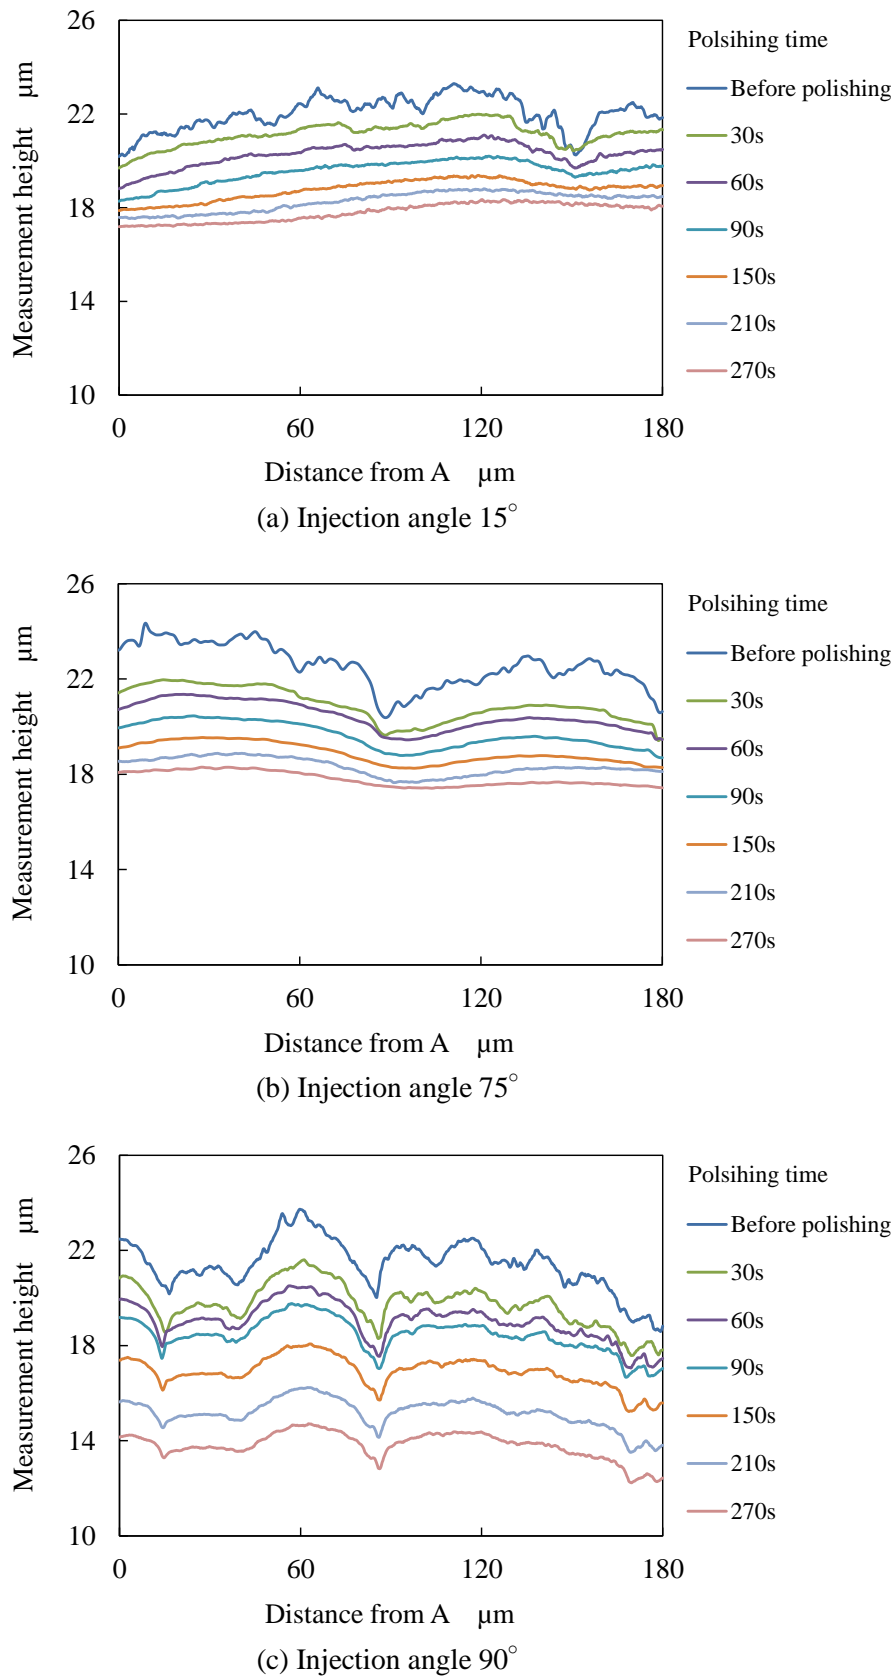 Polsihing time
26
22
18
14
10
Measurement height μm
Before polishing
30s
60s
90s
150s
210s
270s
0 60 120 180
Distance from A μm
(a) Injection angle 15°
Polsihing time
26
22
18
14
10
Measurement height μm
Before polishing
30s
60s
90s
150s
210s
270s
0 60 120 180
Distance from A μm
(b) Injection angle 75°
Polsihing time
26
22
18
14
10
Measurement height μm
Before polishing
30s
60s
90s
150s
210s
270s
0 60 120 180
Distance from A μm
(c) Injection angle 90°